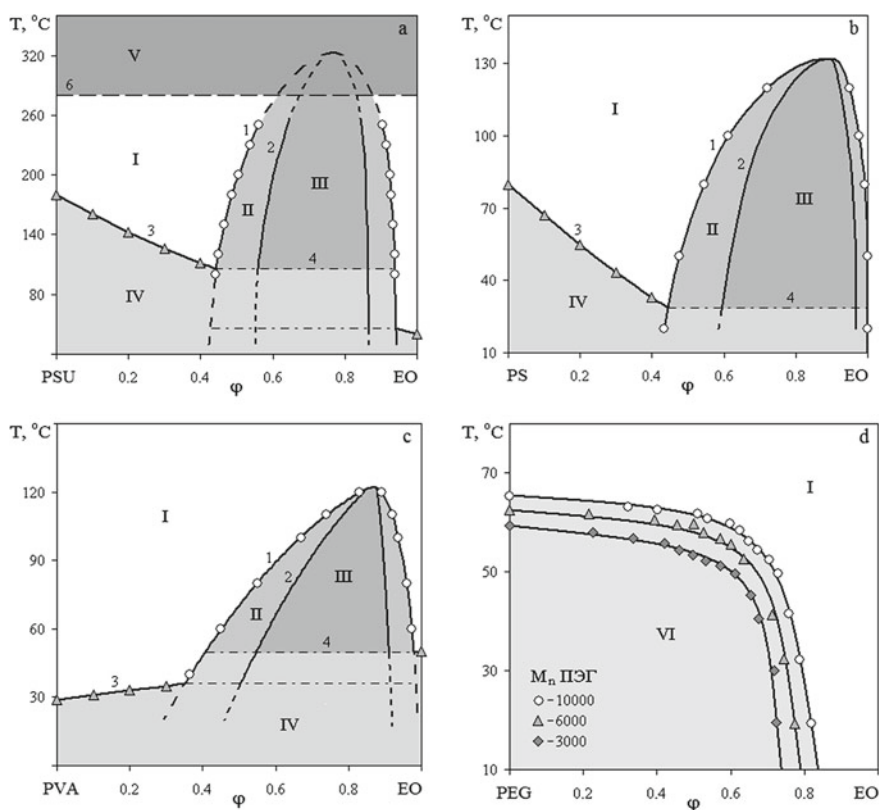 T, °C
a
320
V
6
260
1
2
I
200
III
II
3
140
4
IV
80
PSU 0.2 0.4 0.6 0.8 EO
φ
T, °C
b
130
I
1
100
2
III
70
II
3
40
IV
4
10
PS 0.2 0.4 0.6 0.8 EO
φ
T, °C
c
120
I
1
90
2
III
II
60
4
3
30
IV
PVA 0.2 0.4 0.6 0.8 EO
φ
T, °C
d
70
I
50
VI
30
Mn ПЭГ
-10000
-6000
-3000
10
PEG 0.2 0.4 0.6 0.8 EO
φ